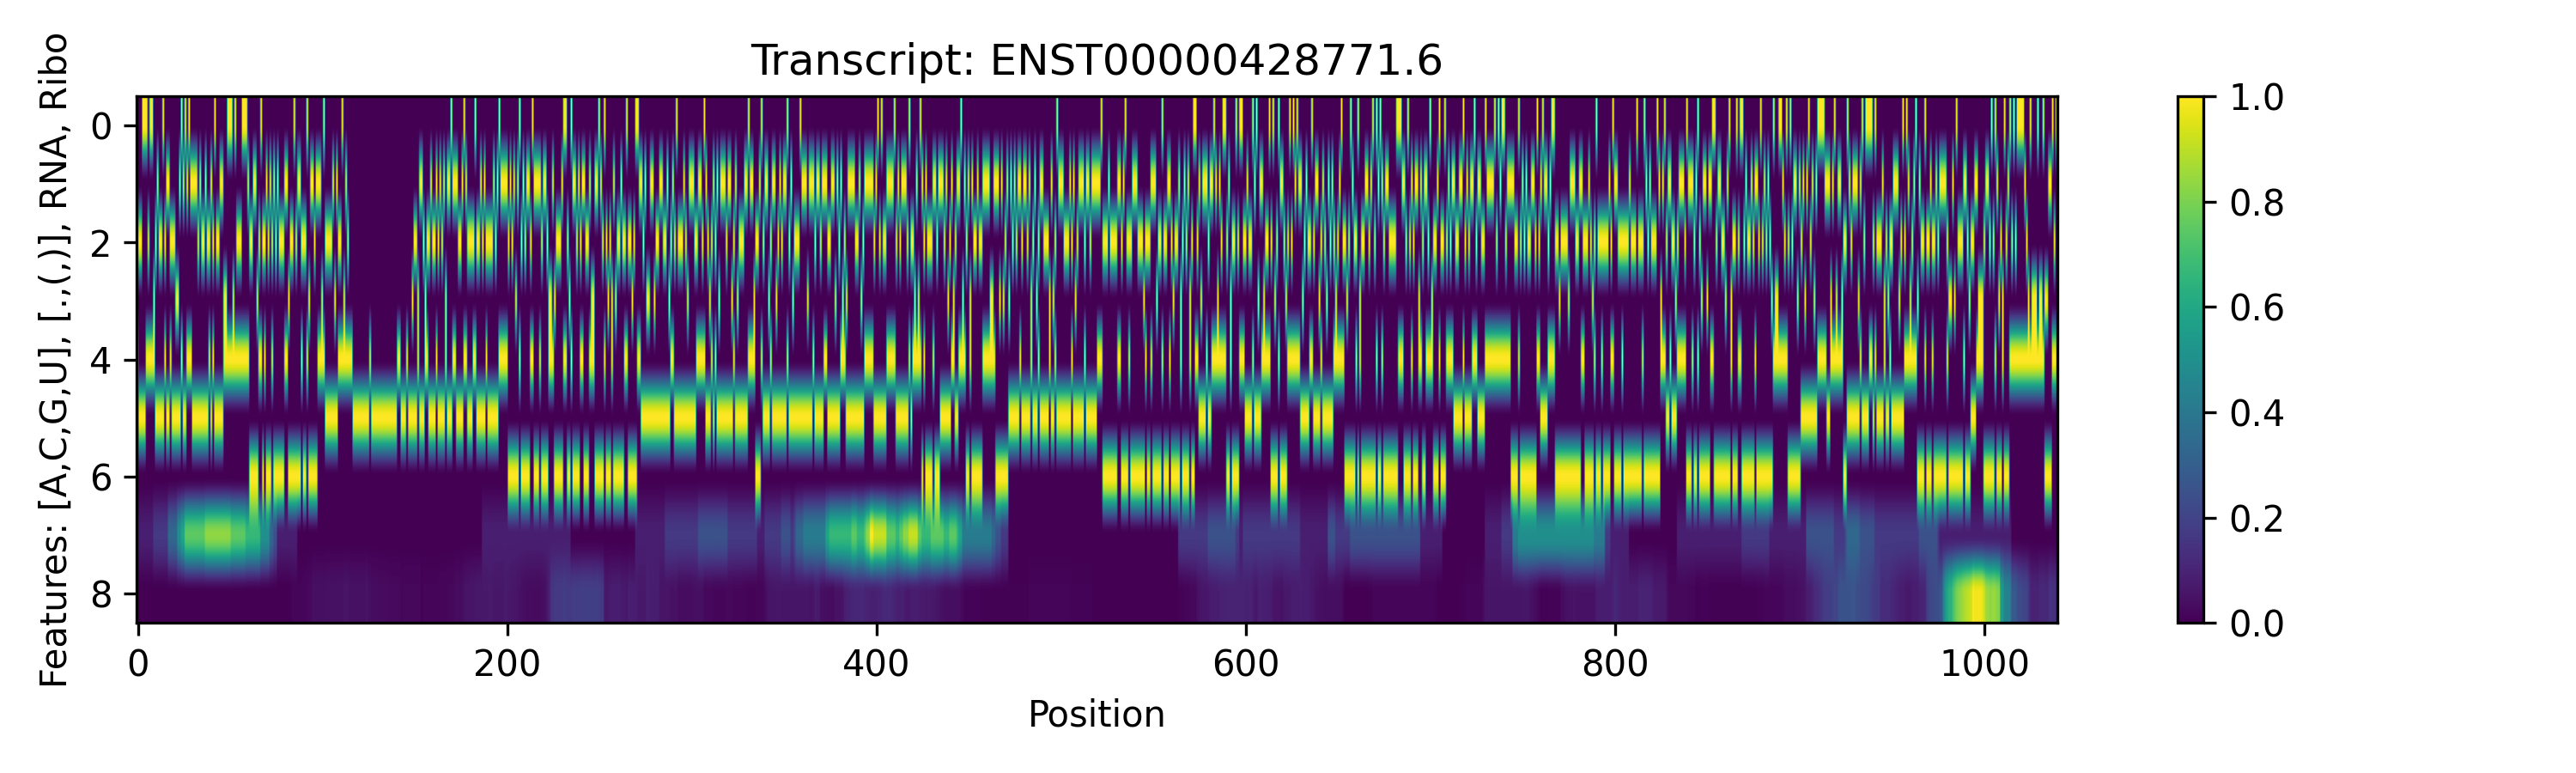 Transcript: ENST00000428771.6
Features: [A,C,G,U], [.,(,)], RNA, Ribo
0
2
4
6
8
0 200 400 600 800 1000
Position
1.0
0.8
0.6
0.4
0.2
0.0